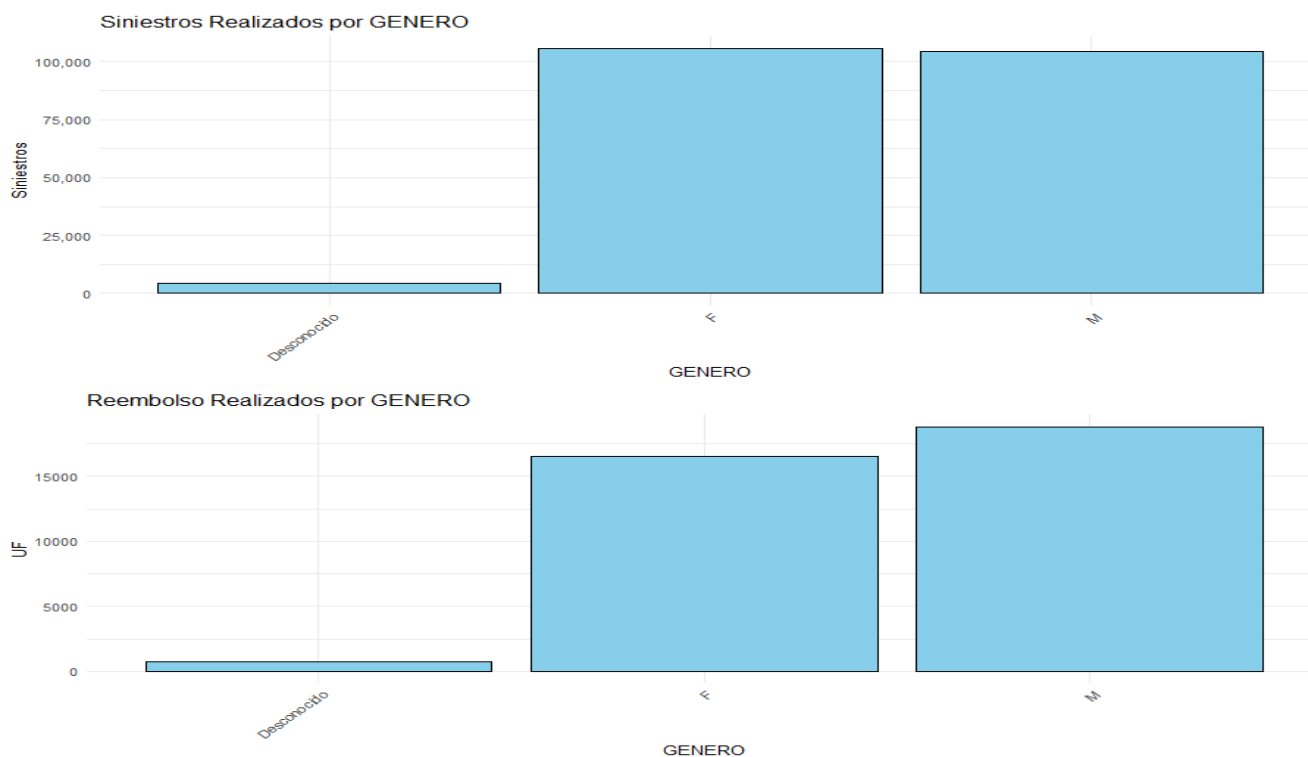 Siniestros Realizados por GENERO
100,000
75,000
50,000
25,000
0
Siniestros
Desconocido
F
M
GENERO
Reembolso Realizados por GENERO
15000
10000
5000
0
UF
Desconocido
F
M
GENERO